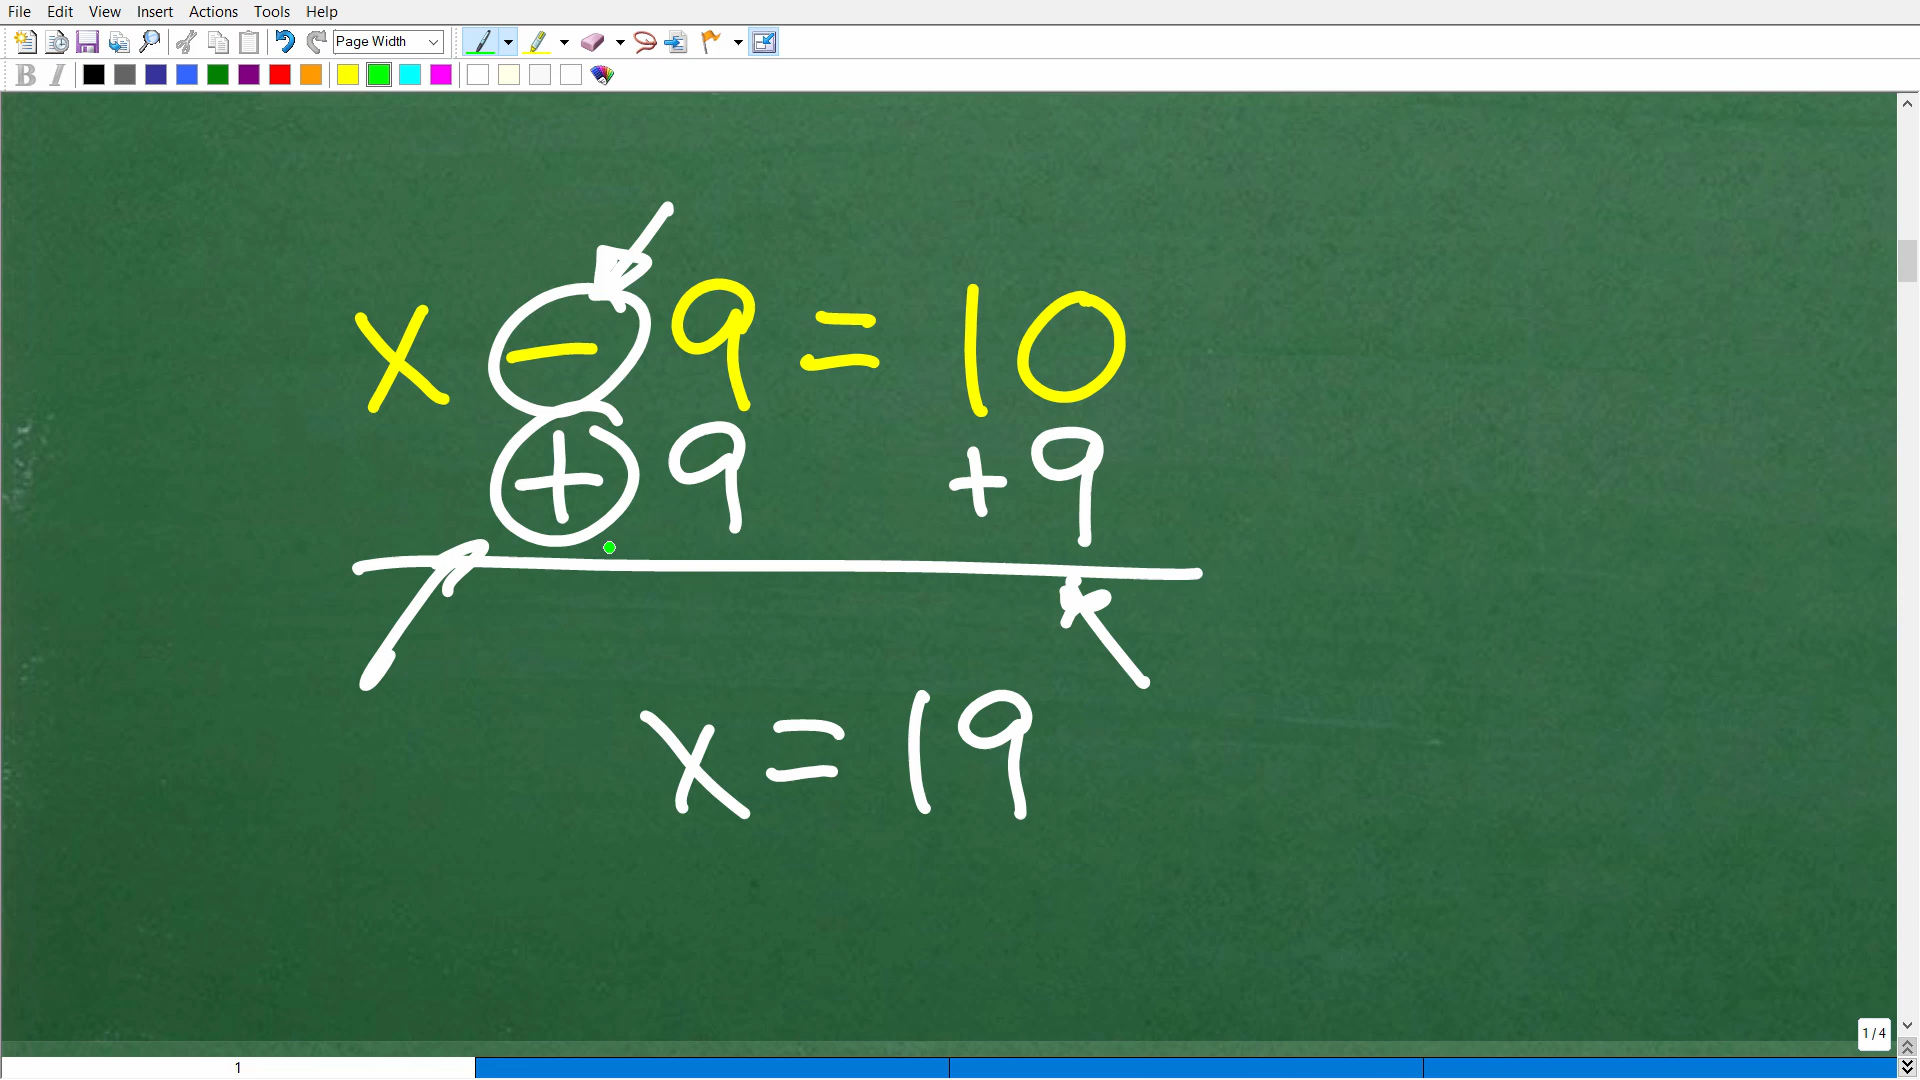 File Edit View Insert Actions Tools Help
Page Width
B I
x - 9 = 10
+ 9 + 9
x = 19
1 / 4
1